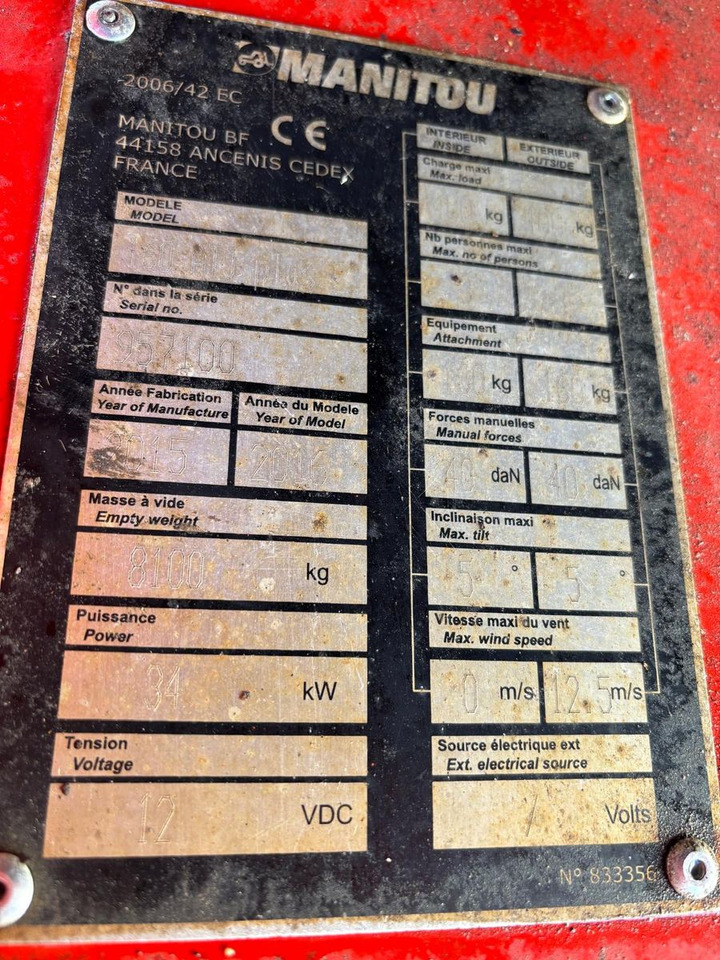 MANITOU
-2006/42 EC
MANITOU BF CE
44158 ANCENIS CEDEX
FRANCE
MODELE
MODEL
N° dans la série
Serial no.
957100
Année Fabrication
Year of Manufacture
2015
Année du Modele
Year of Model
2016
Masse à vide
Empty weight
8100 kg
Puissance
Power
34 kW
Tension
Voltage
12 VDC
INTERIEUR
INSIDE
EXTERIEUR
OUTSIDE
Charge maxi
Max. load
kg kg
Nb personnes maxi
Max. no of persons
Equipement
Attachment
kg kg
Forces manuelles
Manual forces
40 daN 40 daN
Inclinaison maxi
Max. tilt
5 ° 5 °
Vitesse maxi du vent
Max. wind speed
0 m/s 12.5 m/s
Source électrique ext
Ext. electrical source
/ Volts
N° 833356